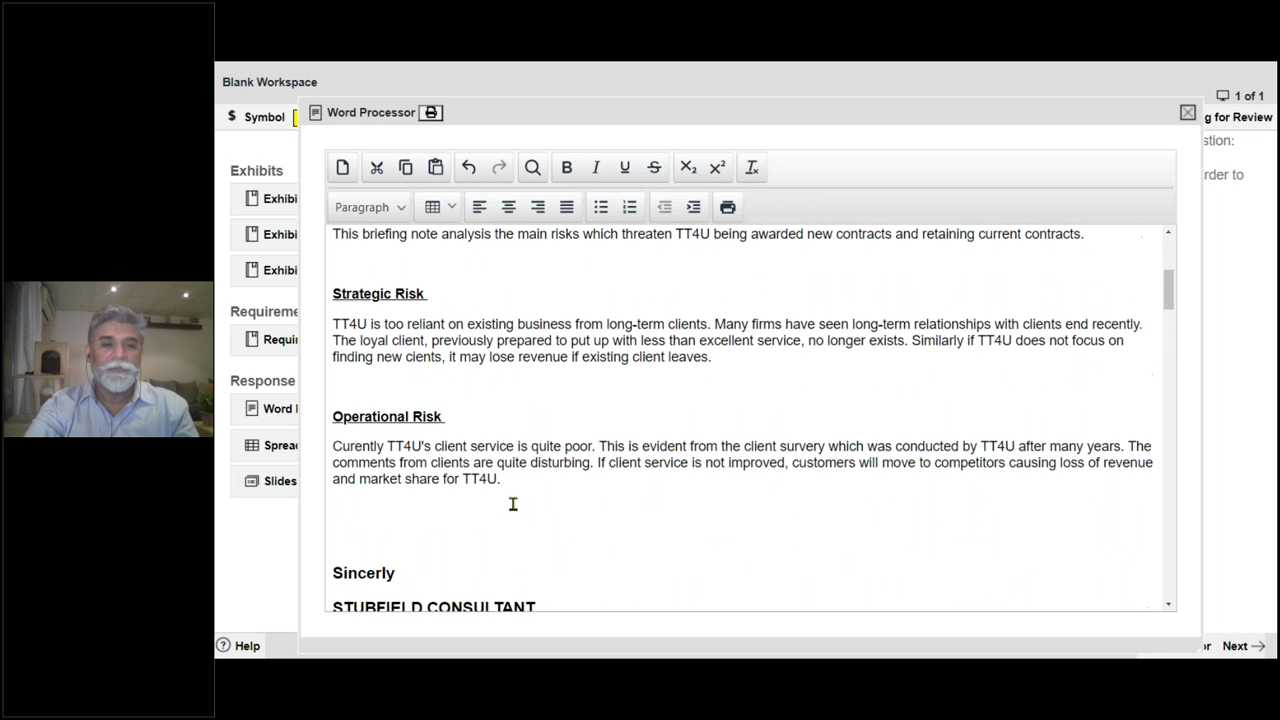 Blank Workspace
1 of 1
$ Symbol
Word Processor
g for Review
stion:
rder to
Exhibits
Exhibi
Exhibi
Exhibi
Requireme
Requir
Response
Word
Sprea
Slides
Paragraph
This briefing note analysis the main risks which threaten TT4U being awarded new contracts and retaining current contracts.
Strategic Risk
TT4U is too reliant on existing business from long-term clients. Many firms have seen long-term relationships with clients end recently.
The loyal client, previously prepared to put up with less than excellent service, no longer exists. Similarly if TT4U does not focus on
finding new cients, it may lose revenue if existing client leaves.
Operational Risk
Curently TT4U's client service is quite poor. This is evident from the client survery which was conducted by TT4U after many years. The
comments from clients are quite disturbing. If client service is not improved, customers will move to competitors causing loss of revenue
and market share for TT4U.
Sincerly
STUBFIELD CONSULTANT
Help
or Next